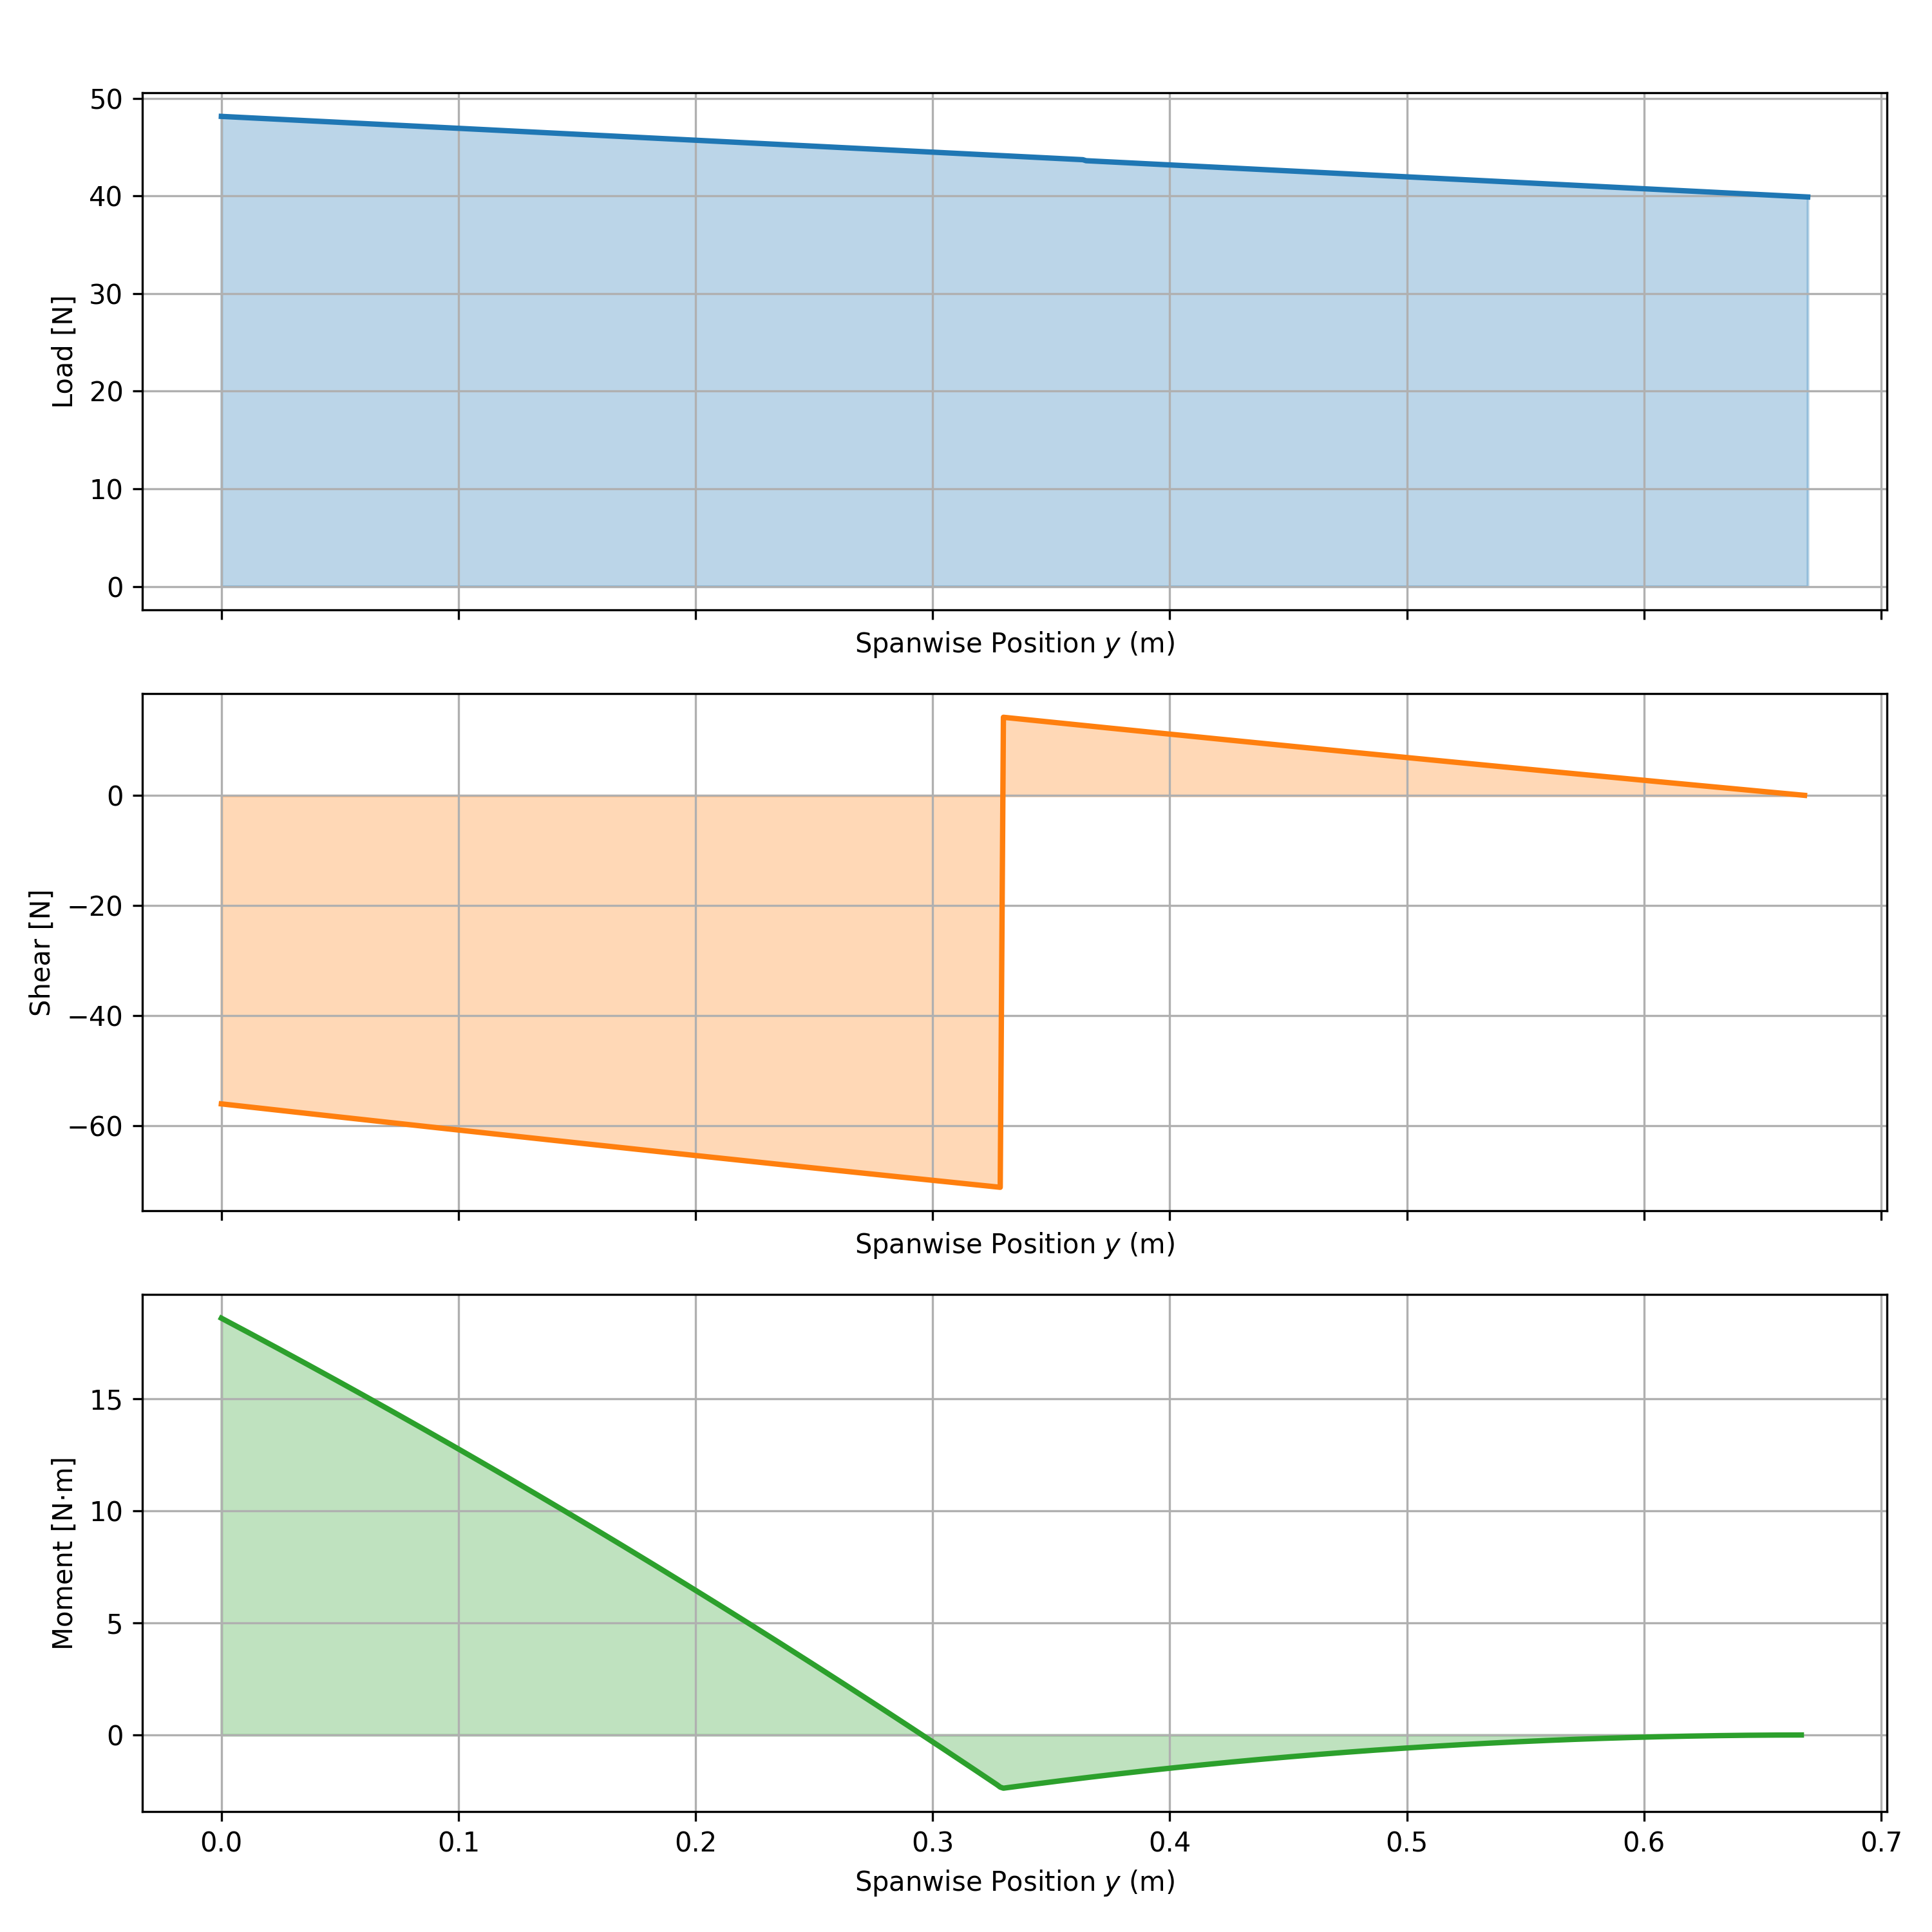 50
40
30
20
10
0
Load [N]
Spanwise Position y (m)
0
−20
−40
−60
Shear [N]
Spanwise Position y (m)
15
10
5
0
Moment [N·m]
0.0 0.1 0.2 0.3 0.4 0.5 0.6 0.7
Spanwise Position y (m)